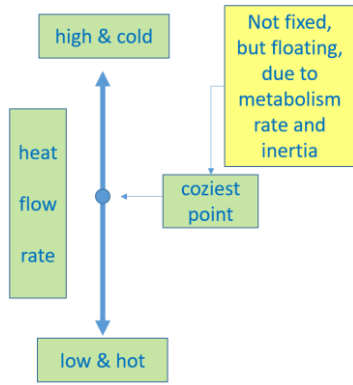 high & cold
Not fixed,
but floating,
due to
metabolism
rate and
inertia
heat
flow
rate
coziest
point
low & hot